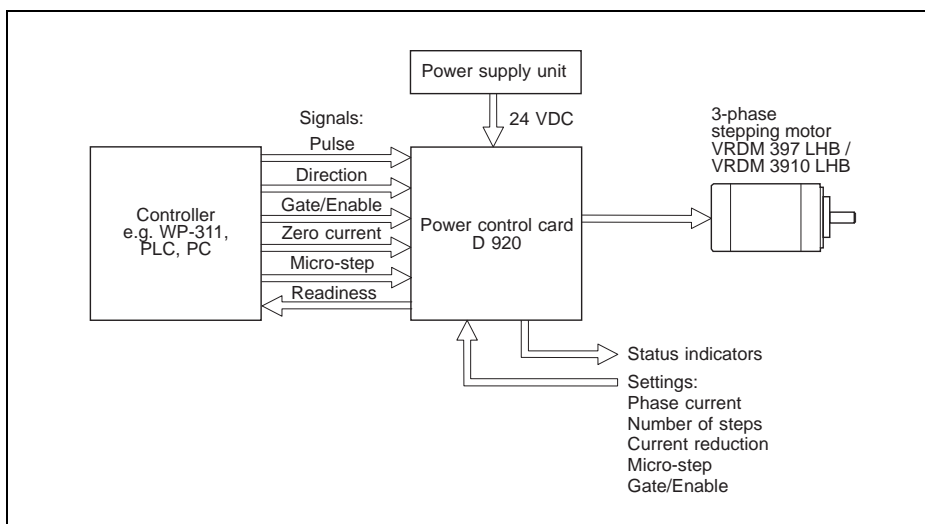 Power supply unit
24 VDC
Signals:
Pulse
Direction
Gate/Enable
Zero current
Micro-step
Readiness
Controller
e.g. WP-311,
PLC, PC
Power control card
D 920
3-phase
stepping motor
VRDM 397 LHB /
VRDM 3910 LHB
Status indicators
Settings:
Phase current
Number of steps
Current reduction
Micro-step
Gate/Enable